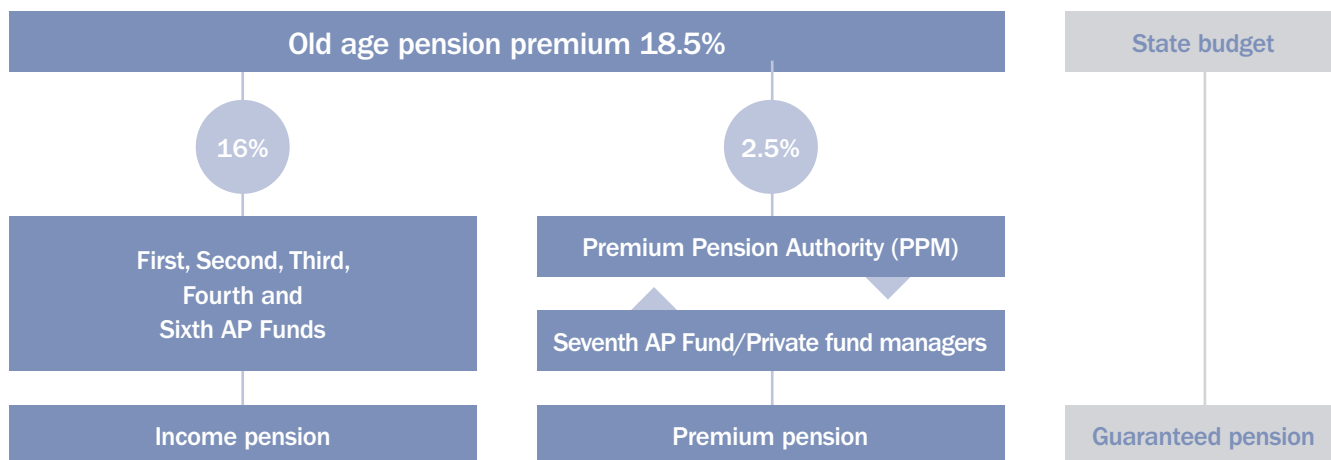 Old age pension premium 18.5%
State budget
16%
2.5%
First, Second, Third,
Fourth and
Sixth AP Funds
Premium Pension Authority (PPM)
Seventh AP Fund/Private fund managers
Income pension
Premium pension
Guaranteed pension